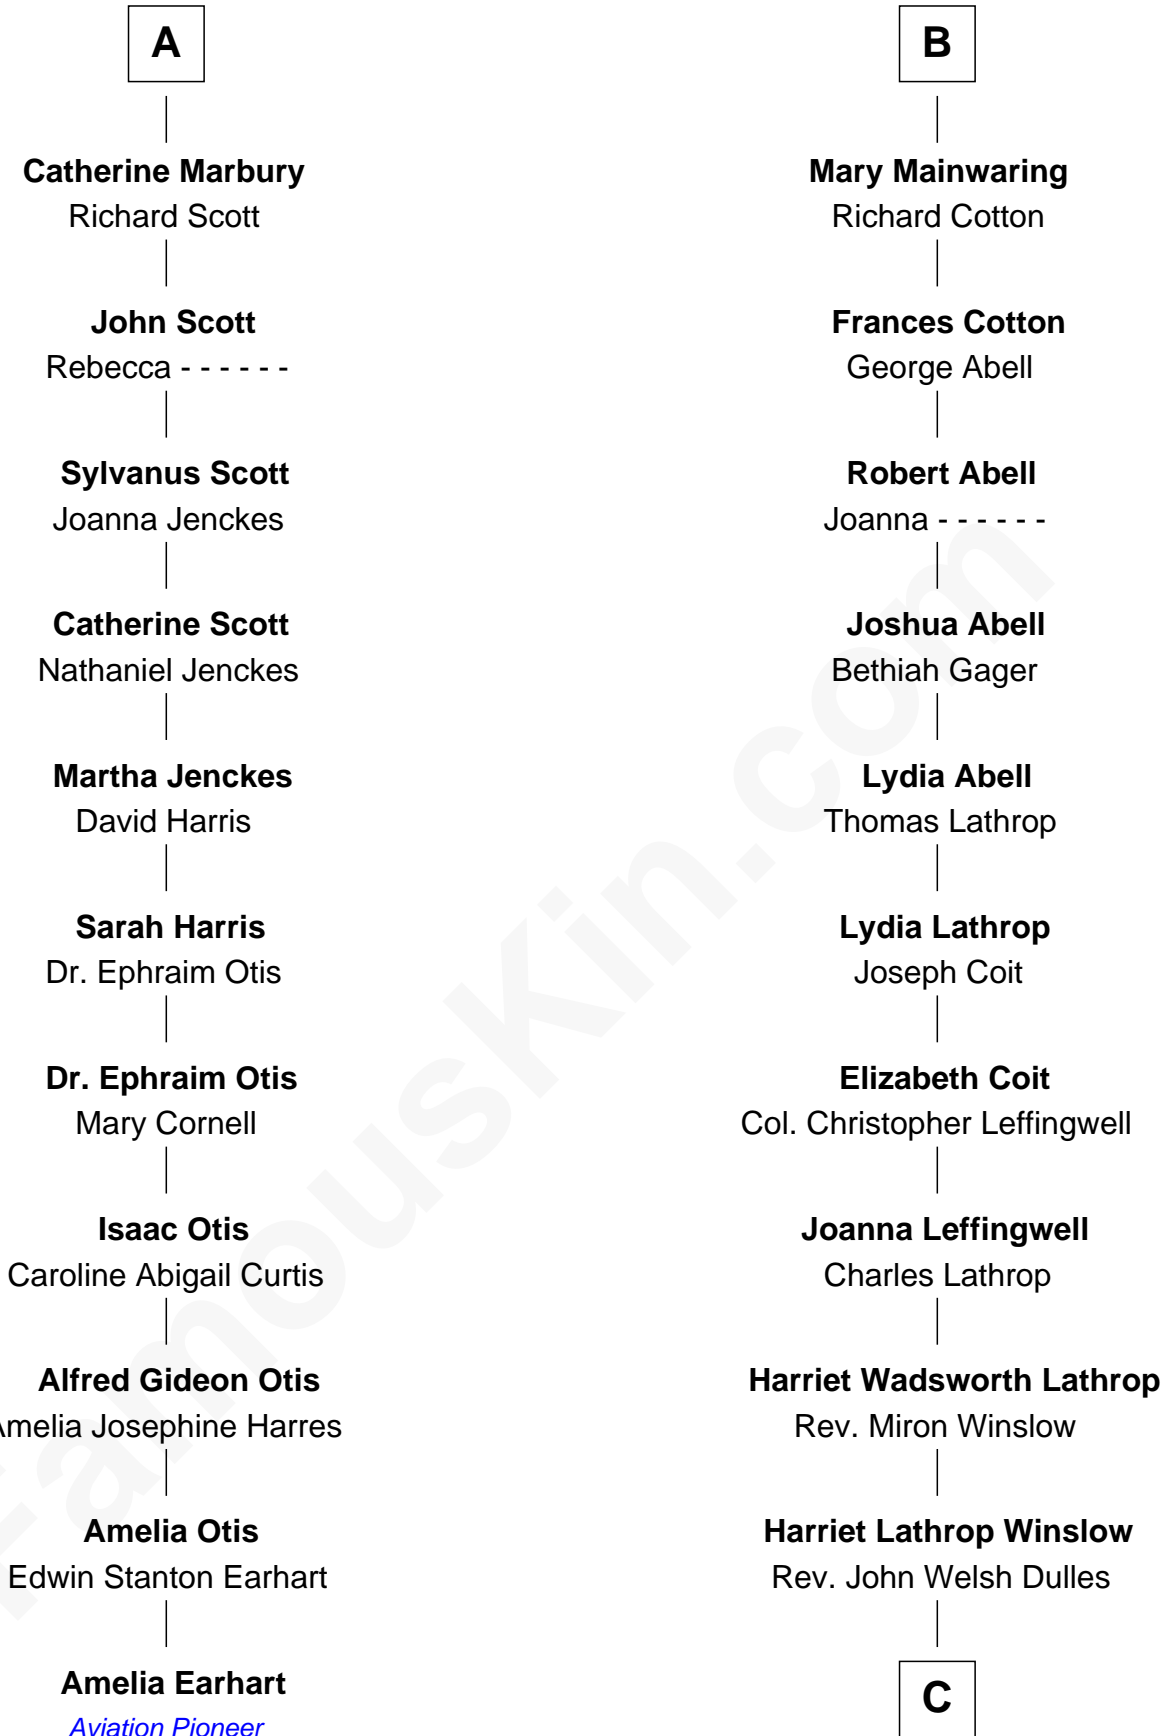 A
Catherine Marbury
Richard Scott
John Scott
Rebecca - - - - - -
Sylvanus Scott
Joanna Jenckes
Catherine Scott
Nathaniel Jenckes
Martha Jenckes
David Harris
Sarah Harris
Dr. Ephraim Otis
Dr. Ephraim Otis
Mary Cornell
Isaac Otis
Caroline Abigail Curtis
Alfred Gideon Otis
Amelia Josephine Harres
Amelia Otis
Edwin Stanton Earhart
Amelia Earhart
Aviation Pioneer
B
Mary Mainwaring
Richard Cotton
Frances Cotton
George Abell
Robert Abell
Joanna - - - - - -
Joshua Abell
Bethiah Gager
Lydia Abell
Thomas Lathrop
Lydia Lathrop
Joseph Coit
Elizabeth Coit
Col. Christopher Leffingwell
Joanna Leffingwell
Charles Lathrop
Harriet Wadsworth Lathrop
Rev. Miron Winslow
Harriet Lathrop Winslow
Rev. John Welsh Dulles
C
FamousKin.com